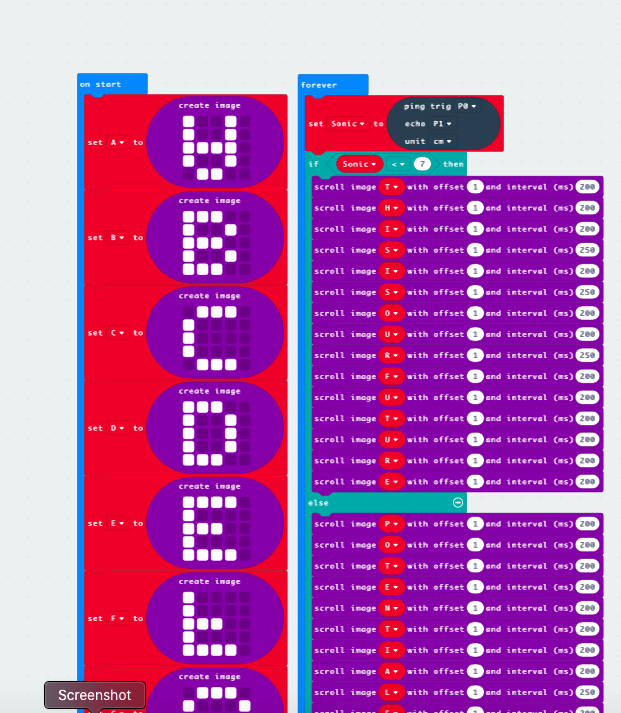 on start
create image
set A to
create image
set B to
create image
set C to
create image
set D to
create image
set E to
create image
set F to
create image
Screenshot
forever
set Sonic to ping trig P0
echo P1
unit cm
if Sonic < 7 then
scroll image T with offset 1 and interval (ms) 200
scroll image H with offset 1 and interval (ms) 200
scroll image I with offset 1 and interval (ms) 200
scroll image S with offset 1 and interval (ms) 250
scroll image I with offset 1 and interval (ms) 200
scroll image S with offset 1 and interval (ms) 250
scroll image O with offset 1 and interval (ms) 200
scroll image U with offset 1 and interval (ms) 200
scroll image R with offset 1 and interval (ms) 250
scroll image F with offset 1 and interval (ms) 200
scroll image U with offset 1 and interval (ms) 200
scroll image T with offset 1 and interval (ms) 200
scroll image U with offset 1 and interval (ms) 200
scroll image R with offset 1 and interval (ms) 200
scroll image E with offset 1 and interval (ms) 200
else
scroll image P with offset 1 and interval (ms) 200
scroll image O with offset 1 and interval (ms) 200
scroll image T with offset 1 and interval (ms) 200
scroll image E with offset 1 and interval (ms) 200
scroll image N with offset 1 and interval (ms) 200
scroll image T with offset 1 and interval (ms) 200
scroll image I with offset 1 and interval (ms) 200
scroll image A with offset 1 and interval (ms) 200
scroll image L with offset 1 and interval (ms) 250